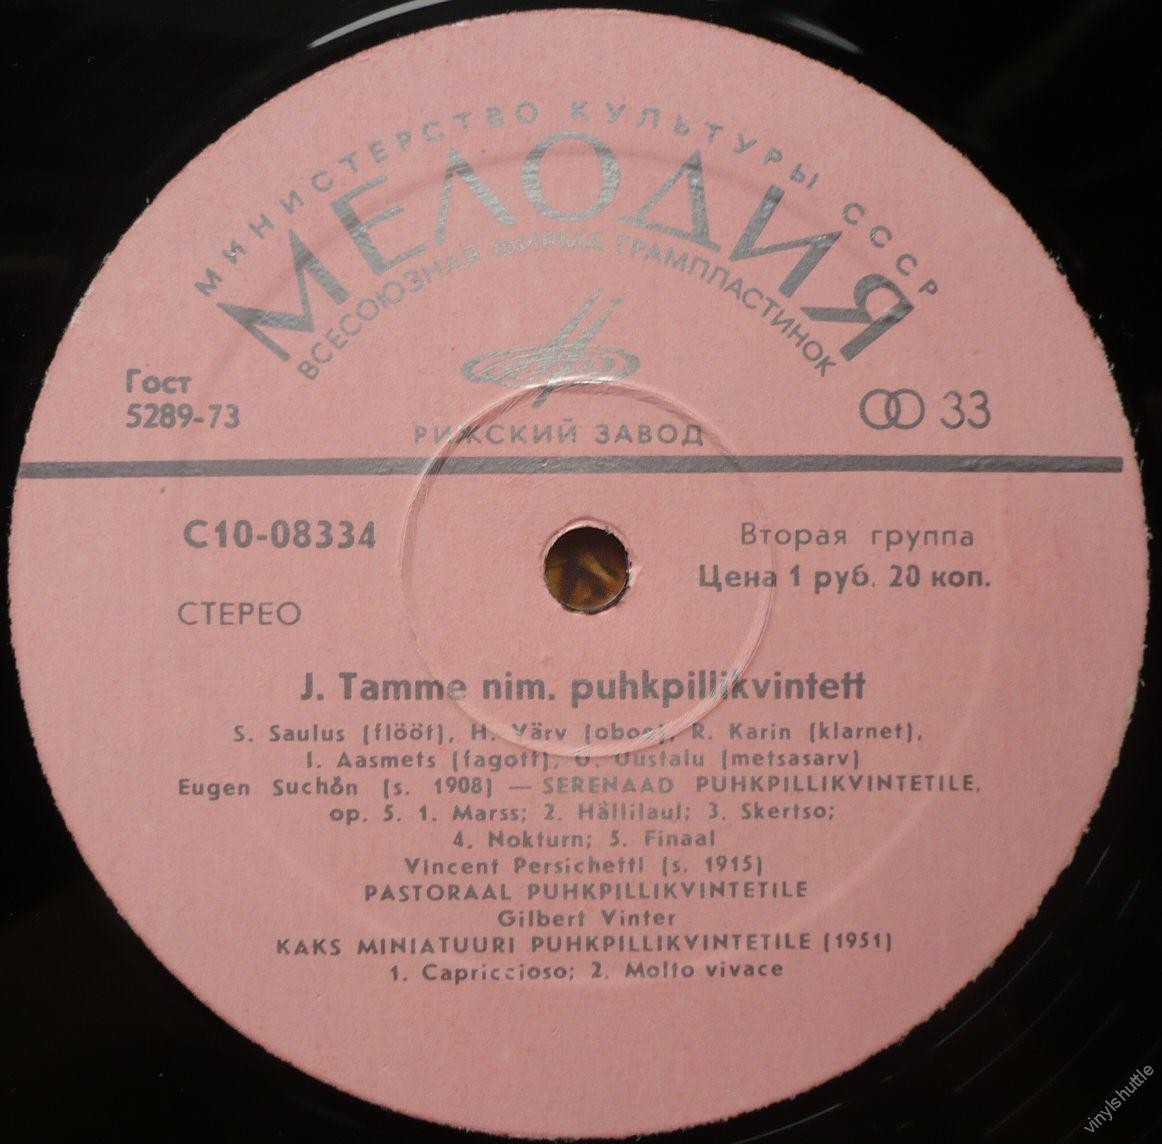 МИНИСТЕРСТВО КУЛЬТУРЫ СССР
МЕЛОДИЯ
ВСЕСОЮЗНАЯ ФИРМА ГРАМПЛАСТИНОК
Гост
5289-73
33
РИЖСКИЙ ЗАВОД
С10-08334
Вторая группа
Цена 1 руб. 20 коп.
СТЕРЕО
J. Tamme nim. puhkpillikvintett
S. Saulus (flööt), H. Värv (oboe), R. Karin (klarnet),
I. Aasmets (fagott), U. Uustalu (metsasarv)
Eugen Suchŏn (s. 1908) — SERENAAD PUHKPILLIKVINTETILE,
op. 5. 1. Marss; 2. Hällilaul; 3. Skertso;
4. Nokturn; 5. Finaal
Vincent Persichetti (s. 1915)
PASTORAAL PUHKPILLIKVINTETILE
Gilbert Vinter
KAKS MINIATUURI PUHKPILLIKVINTETILE (1951)
1. Capriccioso; 2. Molto vivace
vinylshuttle